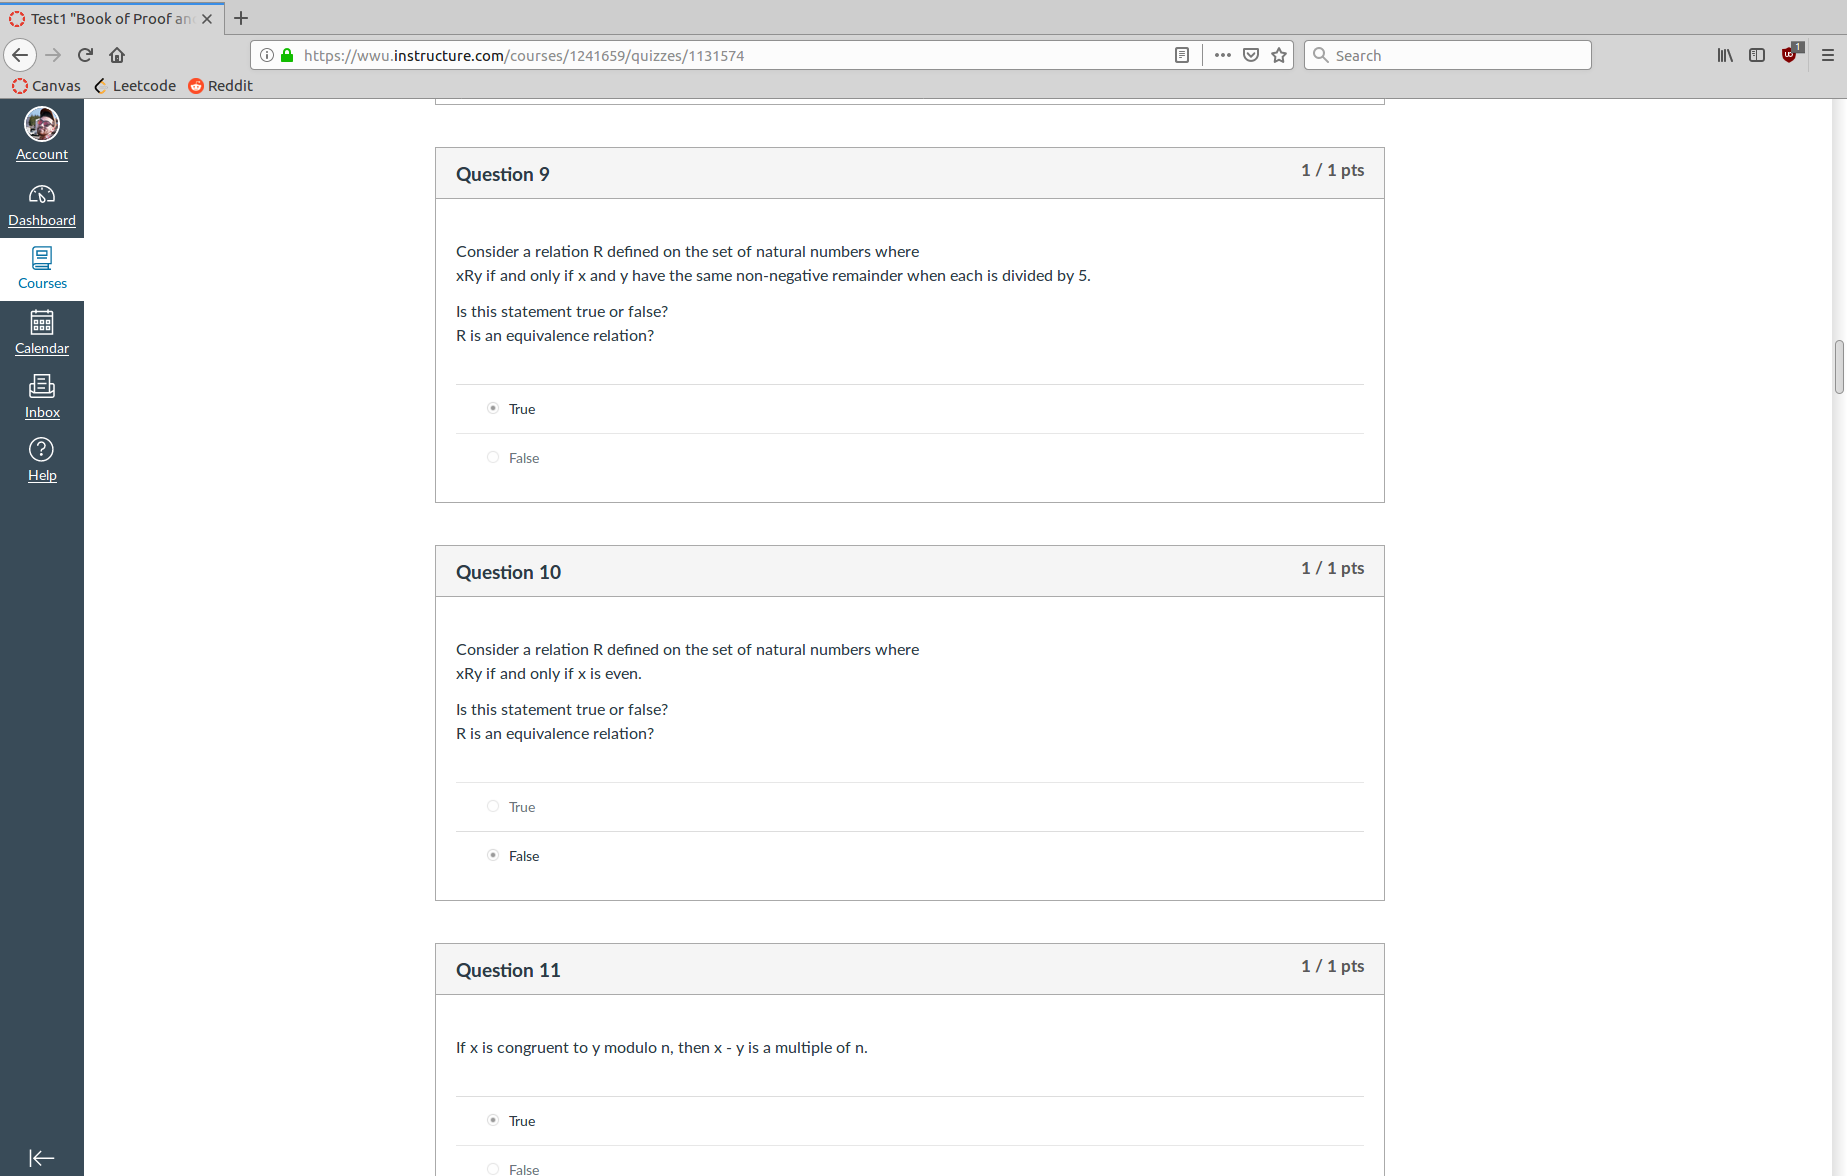 Test1 "Book of Proof an
https://wwu.instructure.com/courses/1241659/quizzes/1131574
Search
1
Canvas
Leetcode
Reddit
Account
Dashboard
Courses
Calendar
Inbox
Help
Question 9
1 / 1 pts
Consider a relation R defined on the set of natural numbers where
xRy if and only if x and y have the same non-negative remainder when each is divided by 5.
Is this statement true or false?
R is an equivalence relation?
True
False
Question 10
1 / 1 pts
Consider a relation R defined on the set of natural numbers where
xRy if and only if x is even.
Is this statement true or false?
R is an equivalence relation?
True
False
Question 11
1 / 1 pts
If x is congruent to y modulo n, then x - y is a multiple of n.
True
False